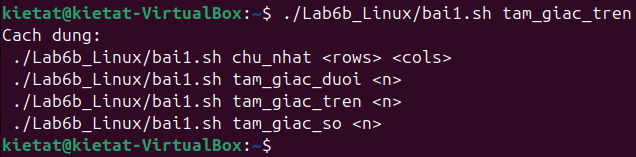 kietat@kietat-VirtualBox:~$ ./Lab6b_Linux/bai1.sh tam_giac_tren
Cach dung:
 ./Lab6b_Linux/bai1.sh chu_nhat <rows> <cols>
 ./Lab6b_Linux/bai1.sh tam_giac_duoi <n>
 ./Lab6b_Linux/bai1.sh tam_giac_tren <n>
 ./Lab6b_Linux/bai1.sh tam_giac_so <n>
kietat@kietat-VirtualBox:~$